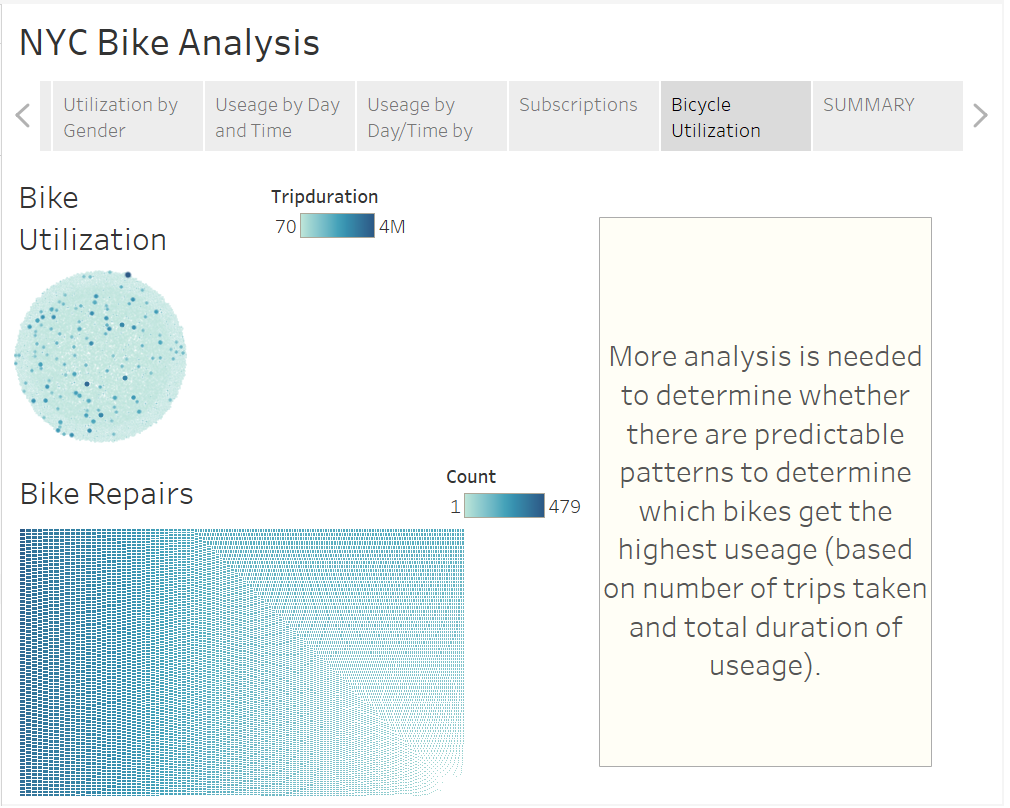 NYC Bike Analysis
Utilization by
Gender
Useage by Day
and Time
Useage by
Day/Time by
Subscriptions
Bicycle
Utilization
SUMMARY
Bike
Utilization
Tripduration
70 4M
Bike Repairs
Count
1 479
More analysis is needed
to determine whether
there are predictable
patterns to determine
which bikes get the
highest useage (based
on number of trips taken
and total duration of
useage).